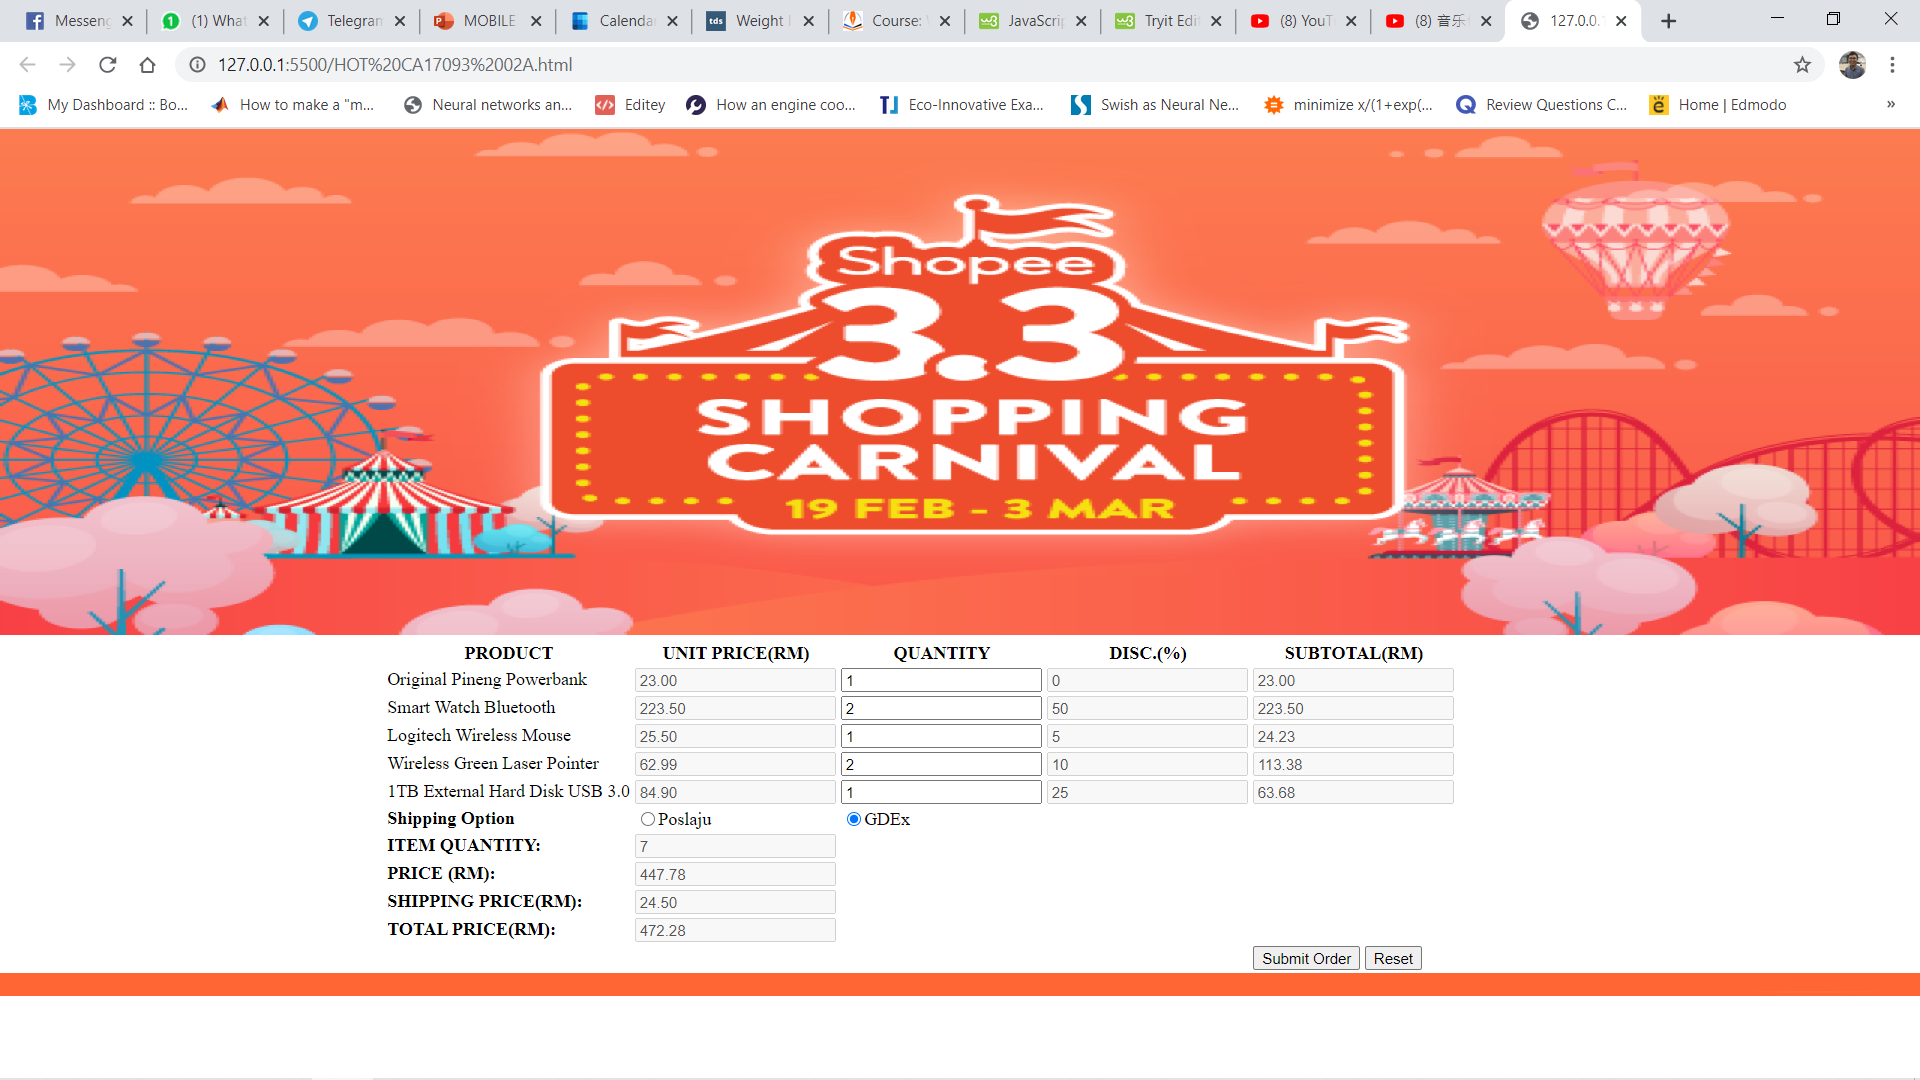 Messeng
(1) What
Telegram
MOBILE
Calenda
Weight
Course:
JavaScrip
Tryit Edi
(8) YouT
(8) 音乐
127.0.0.
127.0.0.1:5500/HOT%20CA17093%2002A.html
My Dashboard :: Bo...
How to make a "m...
Neural networks an...
Editey
How an engine coo...
Eco-Innovative Exa...
Swish as Neural Ne...
minimize x/(1+exp(...
Review Questions C...
Home | Edmodo
»
Shopee
3.3
SHOPPING
CARNIVAL
19 FEB - 3 MAR
PRODUCT UNIT PRICE(RM) QUANTITY DISC.(%) SUBTOTAL(RM)
Original Pineng Powerbank 23.00 1 0 23.00
Smart Watch Bluetooth 223.50 2 50 223.50
Logitech Wireless Mouse 25.50 1 5 24.23
Wireless Green Laser Pointer 62.99 2 10 113.38
1TB External Hard Disk USB 3.0 84.90 1 25 63.68
Shipping Option Poslaju GDEx
ITEM QUANTITY: 7
PRICE (RM): 447.78
SHIPPING PRICE(RM): 24.50
TOTAL PRICE(RM): 472.28
Submit Order Reset